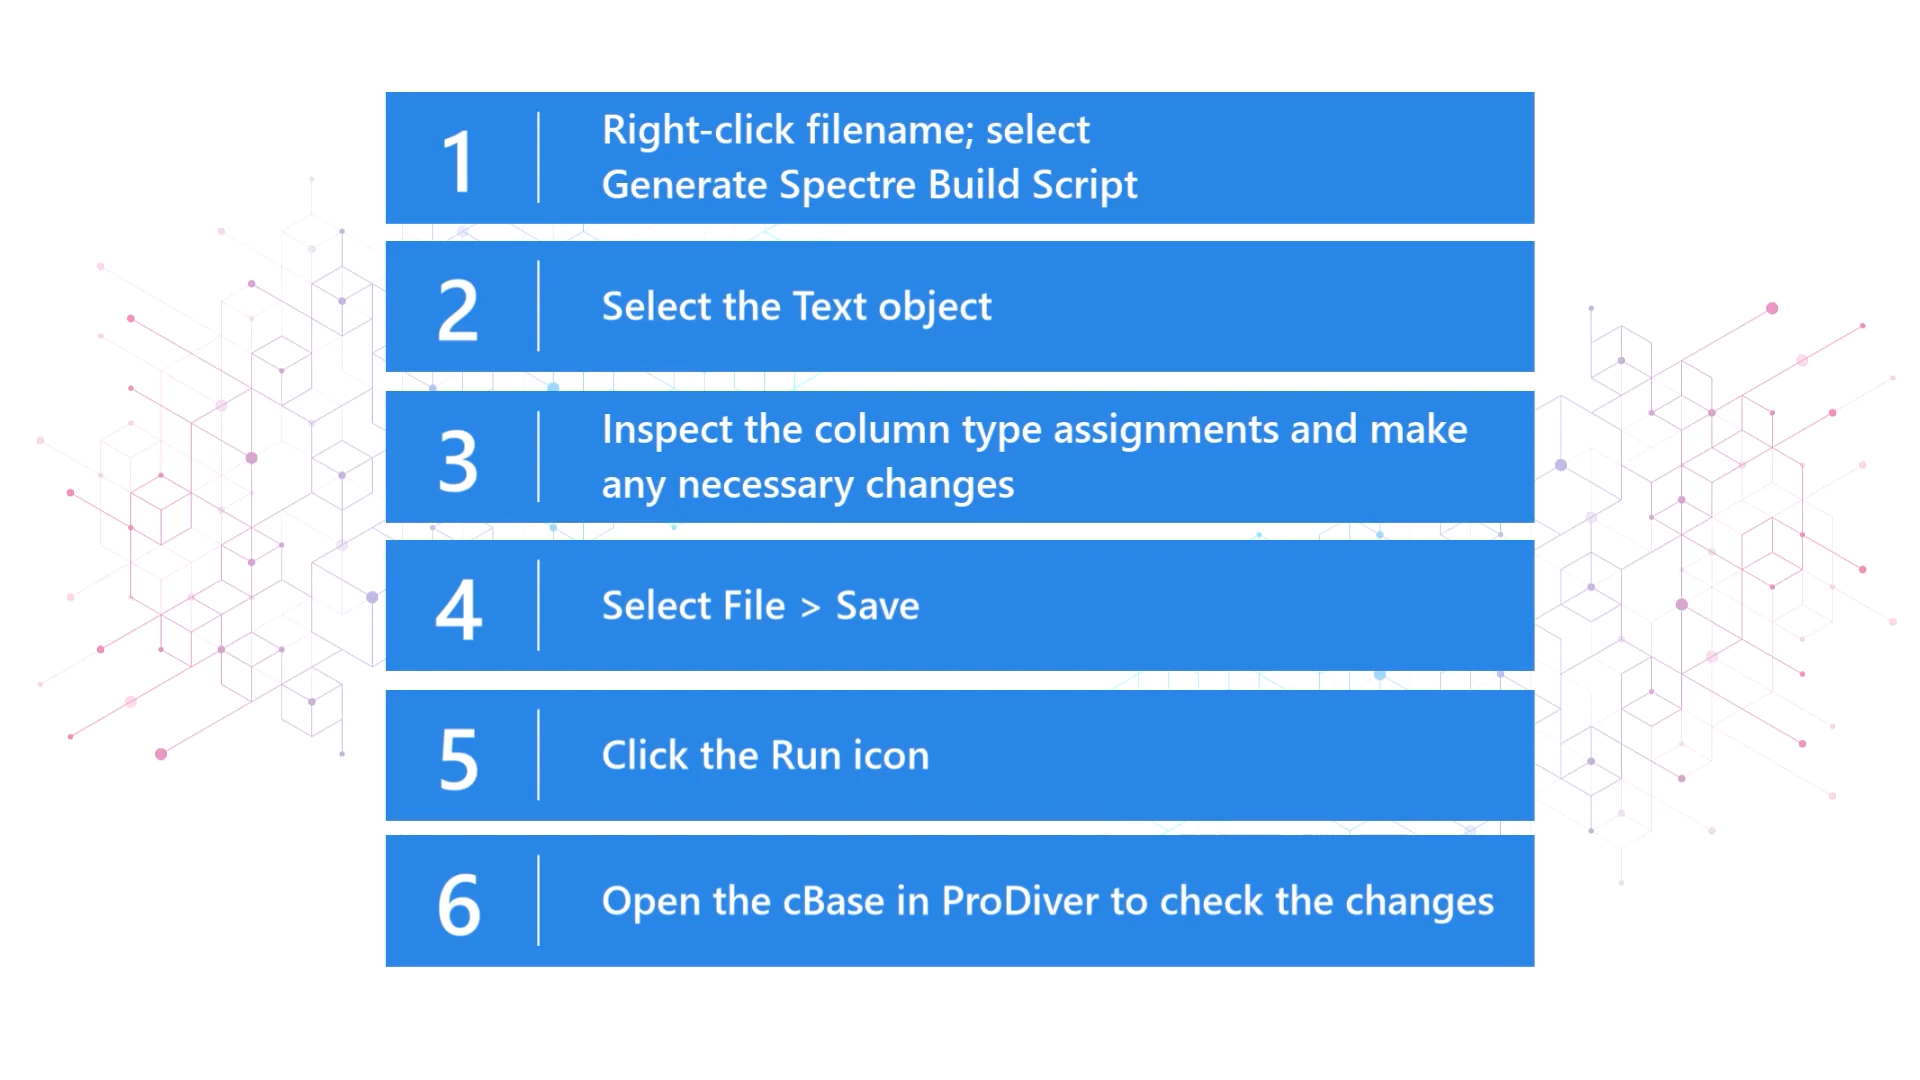 1
Right-click filename; select
Generate Spectre Build Script
2
Select the Text object
3
Inspect the column type assignments and make
any necessary changes
4
Select File > Save
5
Click the Run icon
6
Open the cBase in ProDiver to check the changes